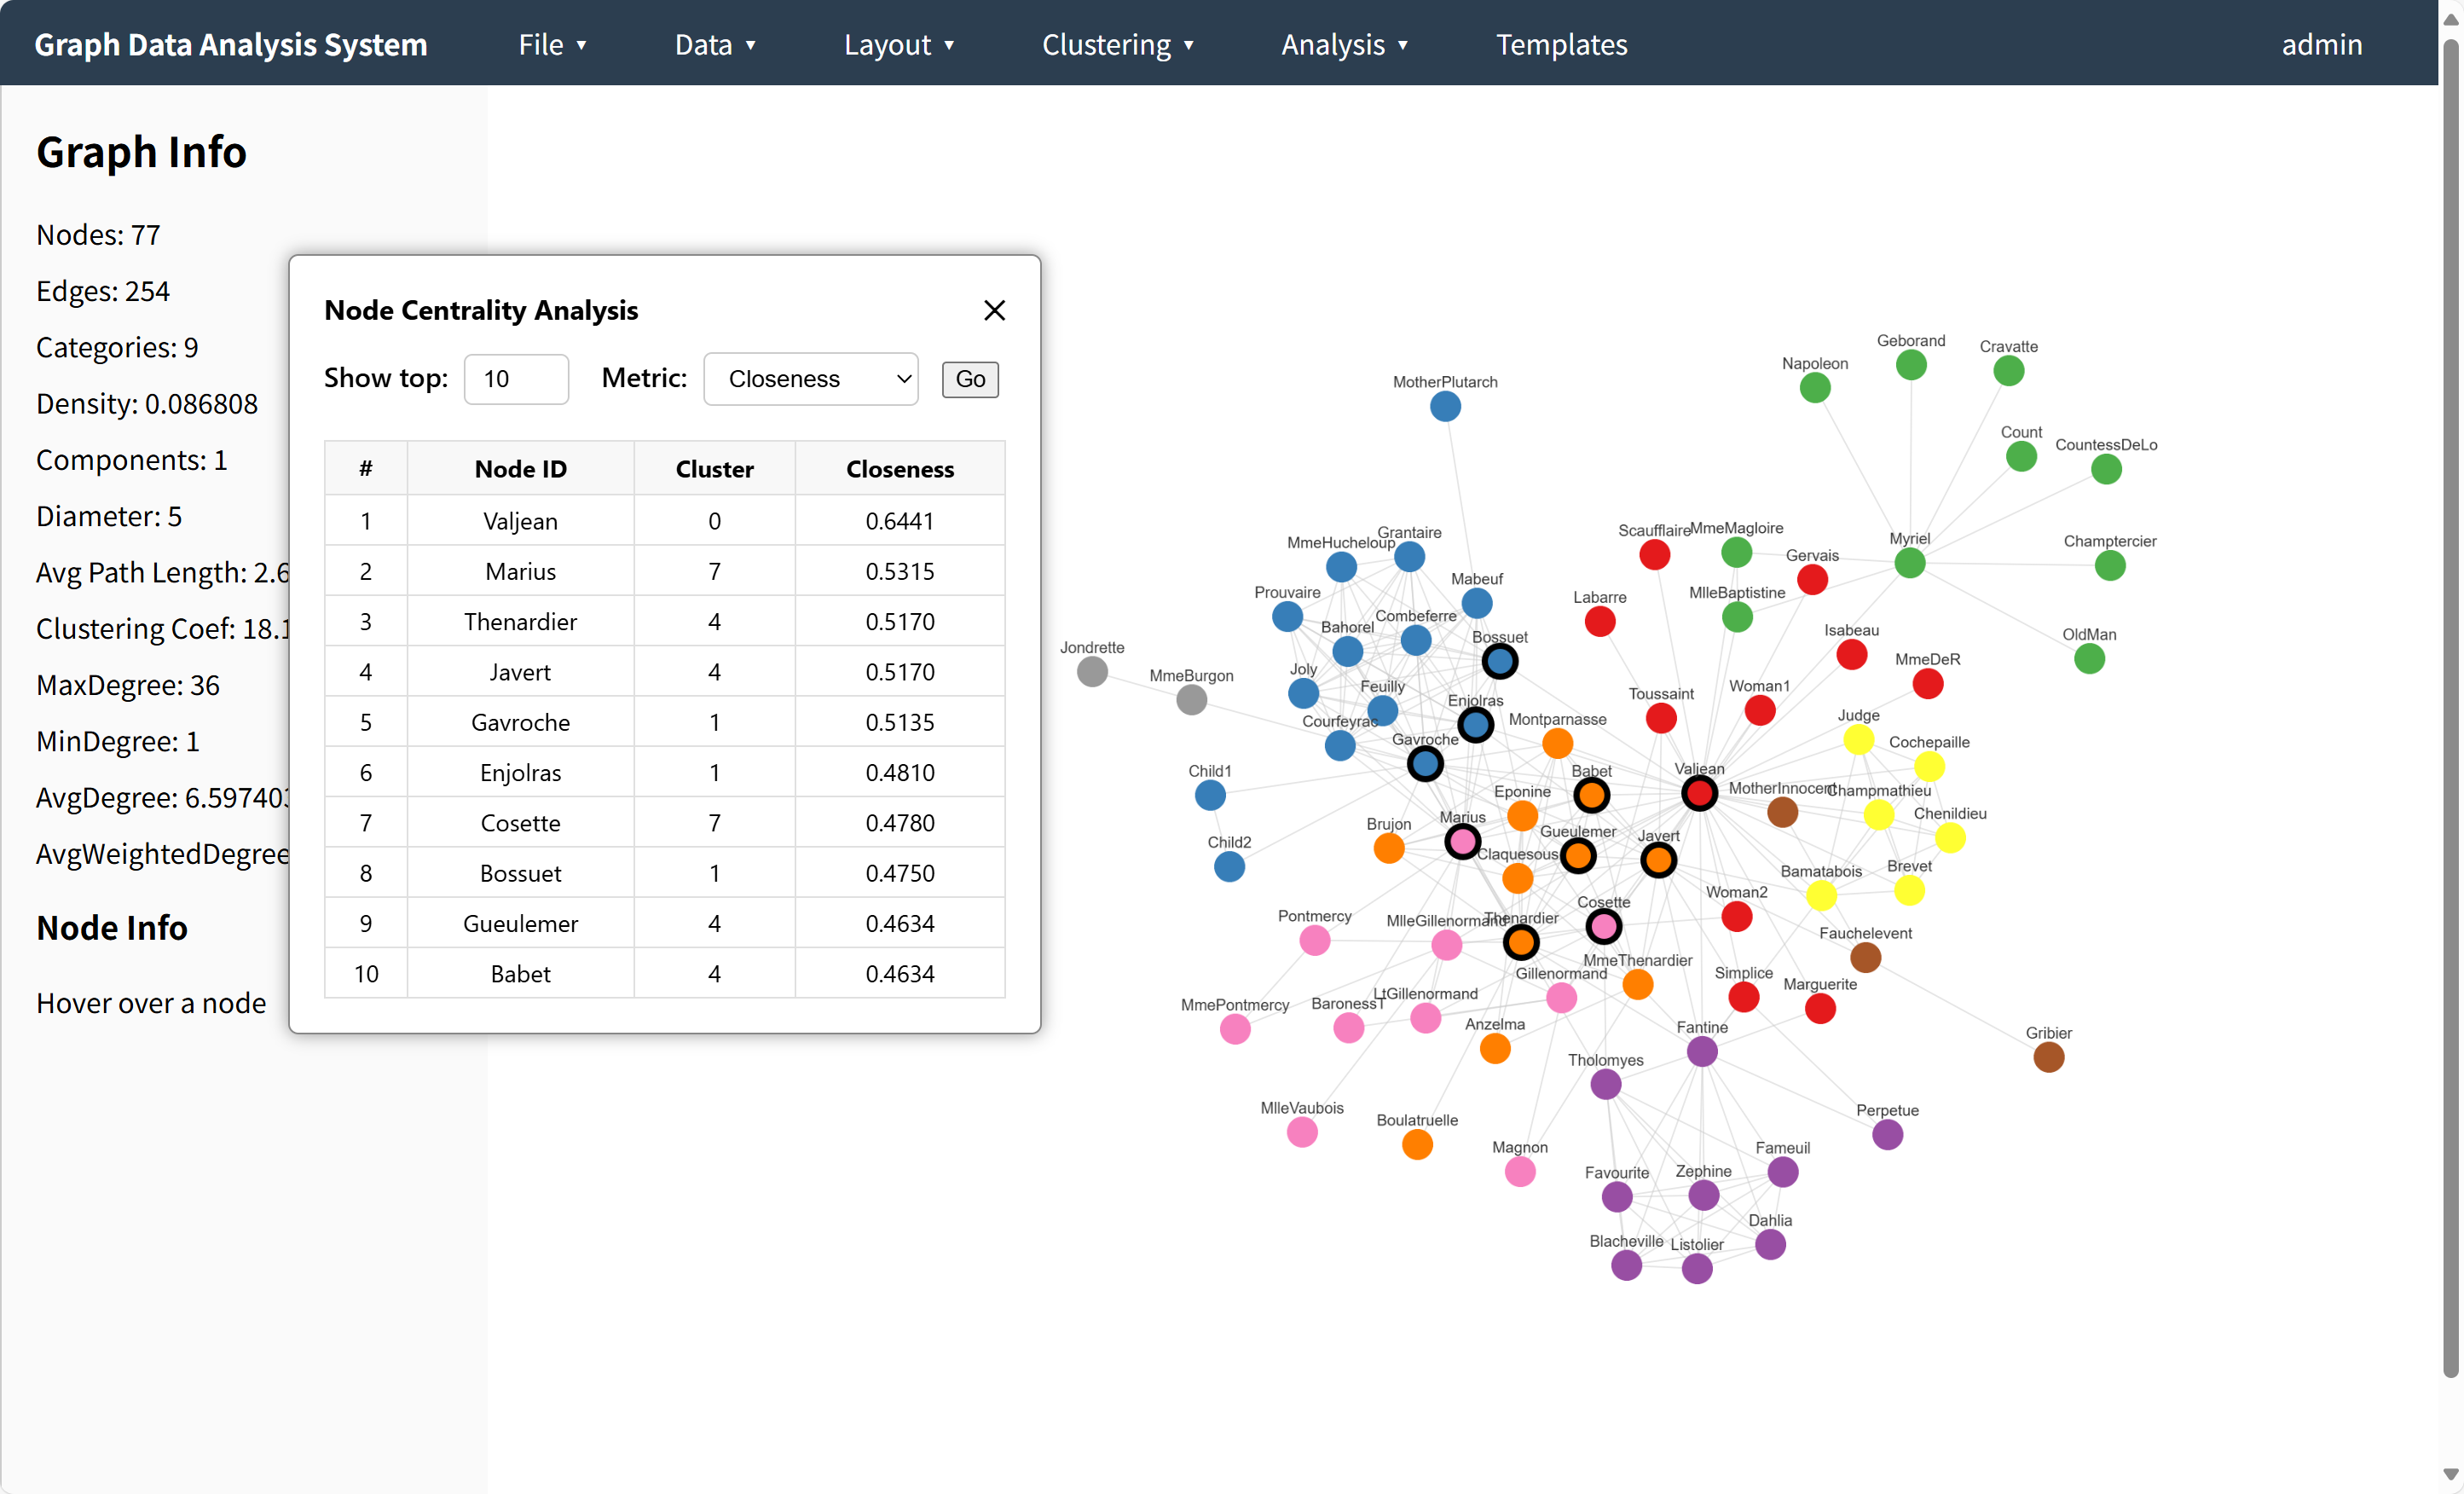 Graph Data Analysis System File ▼ Data ▼ Layout ▼ Clustering ▼ Analysis ▼ Templates admin
Graph Info
Nodes: 77
Edges: 254
Categories: 9
Density: 0.086808
Components: 1
Diameter: 5
Avg Path Length: 2.6
Clustering Coef: 18.1
MaxDegree: 36
MinDegree: 1
AvgDegree: 6.597403
AvgWeightedDegree
Node Info
Hover over a node
Node Centrality Analysis
Show top: 10 Metric: Closeness Go
# Node ID Cluster Closeness
1 Valjean 0 0.6441
2 Marius 7 0.5315
3 Thenardier 4 0.5170
4 Javert 4 0.5170
5 Gavroche 1 0.5135
6 Enjolras 1 0.4810
7 Cosette 7 0.4780
8 Bossuet 1 0.4750
9 Gueulemer 4 0.4634
10 Babet 4 0.4634
Geborand
Cravatte
Napoleon
MotherPlutarch
Count
CountessDeLo
MmeMagloire
Scaufflaire
Grantaire
Myriel
Champtercier
MmeHucheloup
Gervais
Mabeuf
Prouvaire
MlleBaptistine
Labarre
Combeferre
Bahorel
Isabeau
OldMan
Bossuet
Jondrette
MmeDeR
Joly
MmeBurgon
Feuilly
Woman1
Toussaint
Enjolras
Judge
Montparnasse
Courfeyrac
Gavroche
Cochepaille
Valjean
Child1
Babet
MotherInnocent
Champmathieu
Eponine
Chenildieu
Marius
Brujon
Gueulemer
Javert
Child2
Claquesous
Brevet
Bamatabois
Woman2
Cosette
Pontmercy
Thenardier
MlleGillenormand
Fauchelevent
MmeThenardier
Gillenormand
Simplice
Marguerite
LtGillenormand
BaronessT
MmePontmercy
Anzelma
Fantine
Gribier
Tholomyes
MlleVaubois
Perpetue
Boulatruelle
Magnon
Fameuil
Zephine
Favourite
Dahlia
Blacheville
Listolier